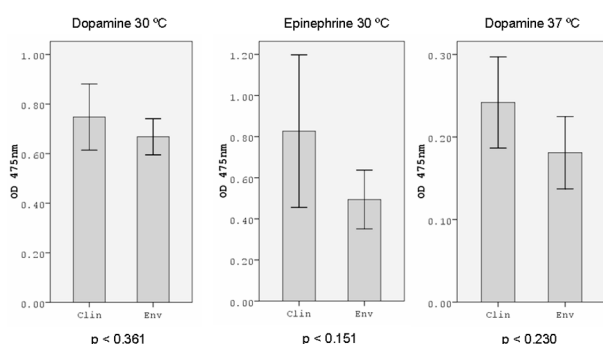 Dopamine 30 ºC
1.00
0.80
0.60
0.40
0.20
0.00
OD 475nm
Clin Env
p < 0.361
Epinephrine 30 ºC
1.20
1.00
0.80
0.60
0.40
0.20
0.00
OD 475nm
Clin Env
p < 0.151
Dopamine 37 ºC
0.30
0.20
0.10
0.00
OD 475nm
Clin Env
p < 0.230